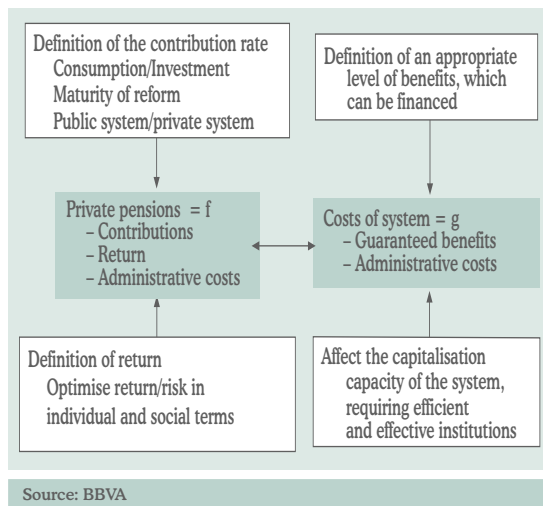 Definition of the contribution rate
Consumption/Investment
Maturity of reform
Public system/private system
Definition of an appropriate
level of benefits, which
can be financed
Private pensions = f
– Contributions
– Return
– Administrative costs
Costs of system = g
– Guaranteed benefits
– Administrative costs
Definition of return
Optimise return/risk in
individual and social terms
Affect the capitalisation
capacity of the system,
requiring efficient
and effective institutions
Source: BBVA